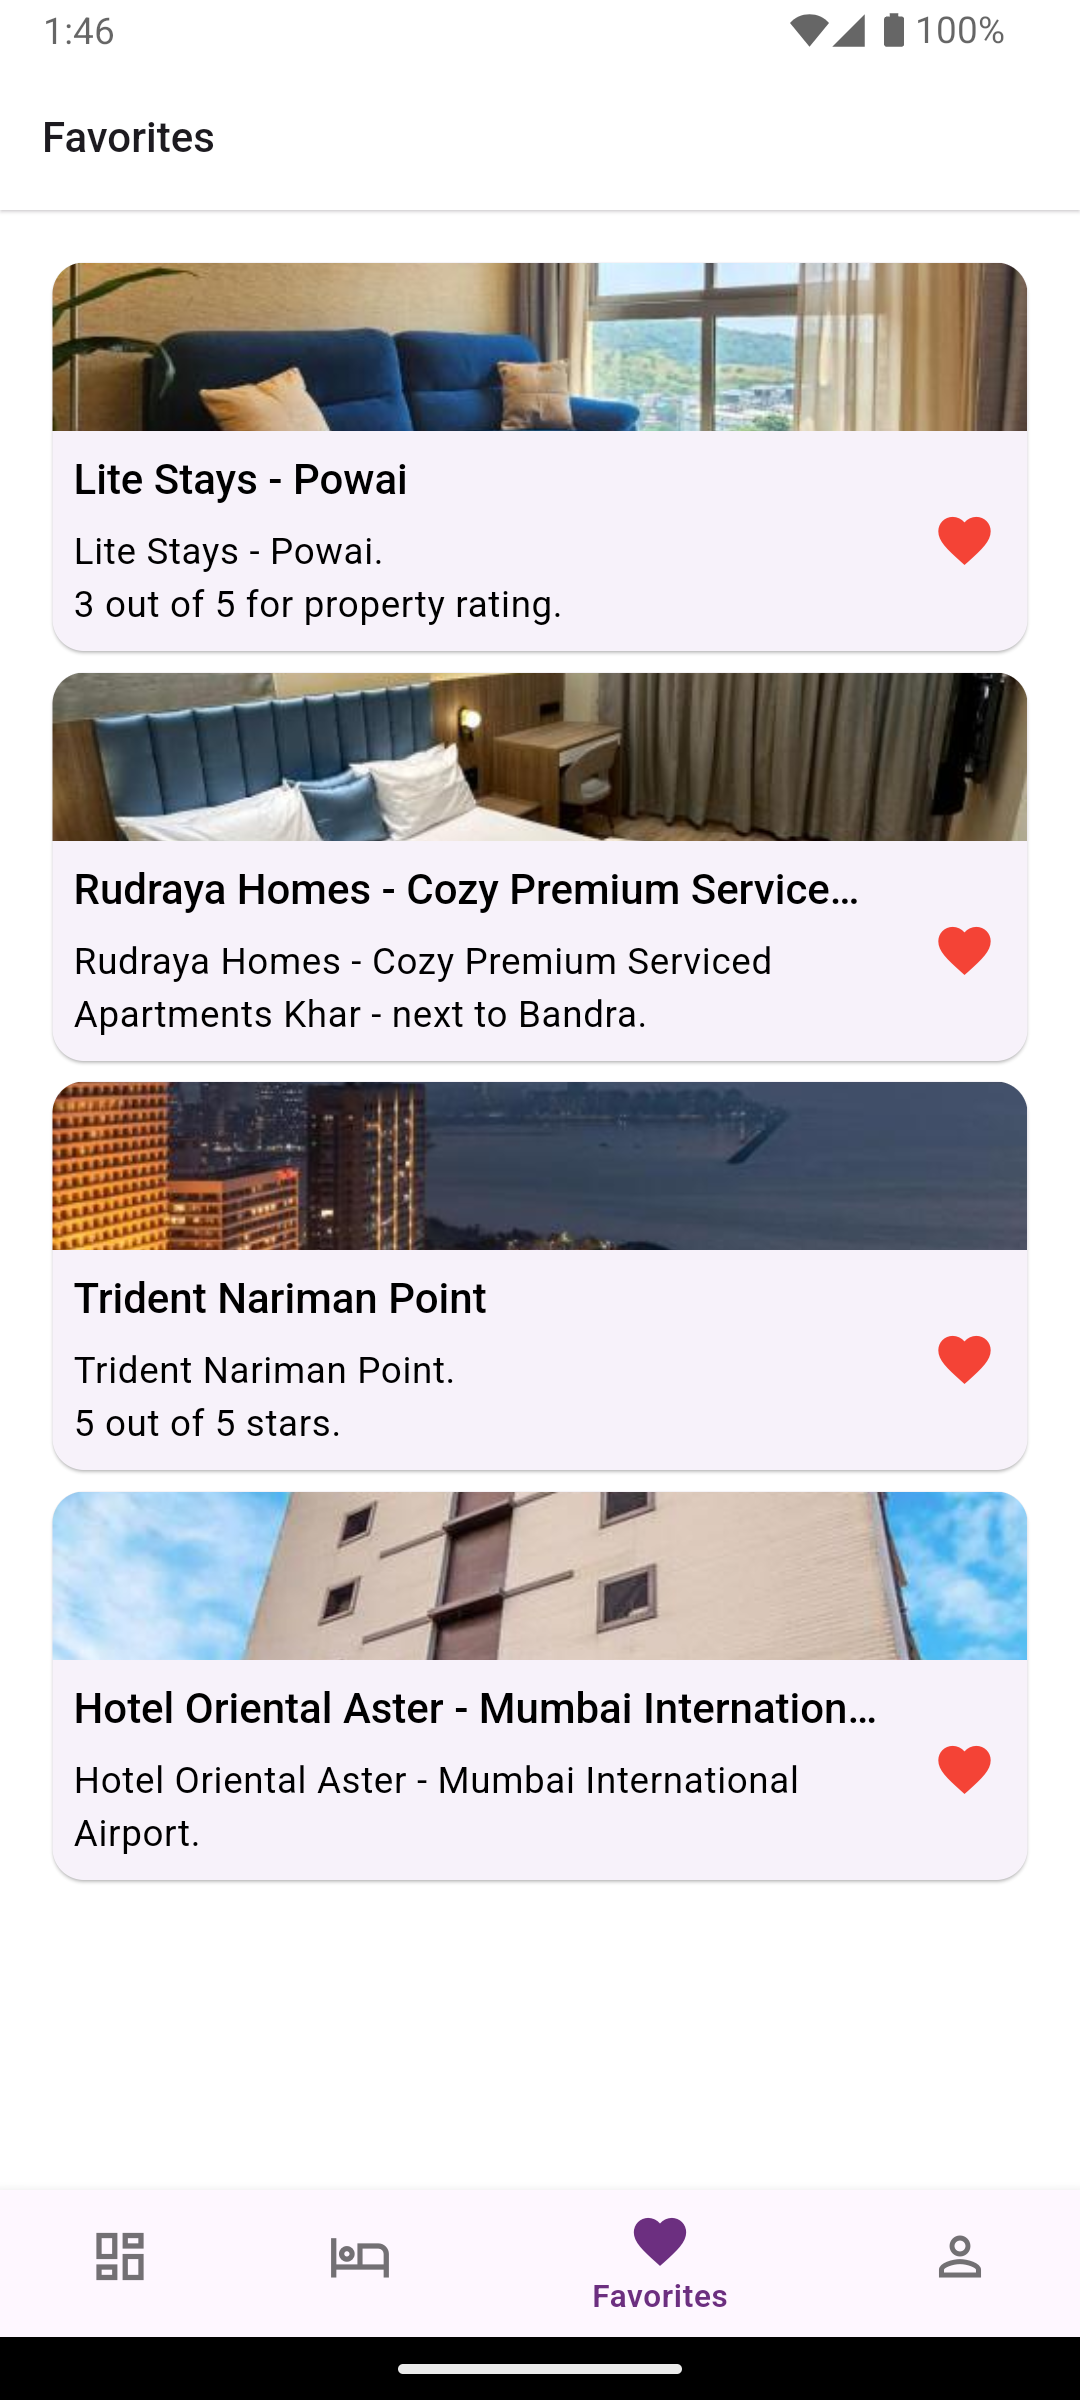 1:46
100%
Favorites
Lite Stays - Powai
Lite Stays - Powai.
3 out of 5 for property rating.
Rudraya Homes - Cozy Premium Service...
Rudraya Homes - Cozy Premium Serviced
Apartments Khar - next to Bandra.
Trident Nariman Point
Trident Nariman Point.
5 out of 5 stars.
Hotel Oriental Aster - Mumbai Internation...
Hotel Oriental Aster - Mumbai International
Airport.
Favorites